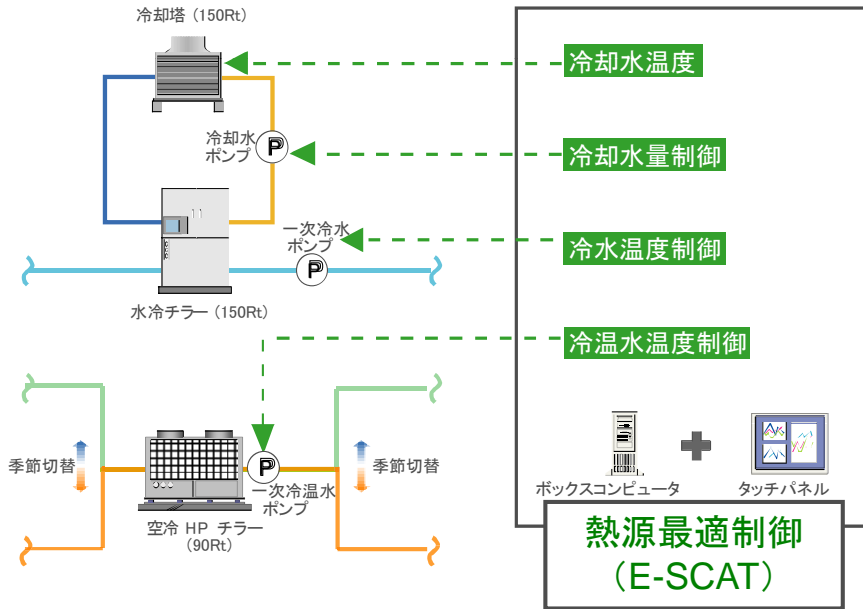 冷却塔 (150Rt)
冷却水温度
冷却水
ポンプ
P
冷却水量制御
一次冷水
ポンプ
P
冷水温度制御
水冷チラー (150Rt)
冷温水温度制御
季節切替
P
季節切替
一次冷温水
ポンプ
空冷 HP チラー
(90Rt)
ボックスコンピュータ
タッチパネル
熱源最適制御
(E-SCAT)